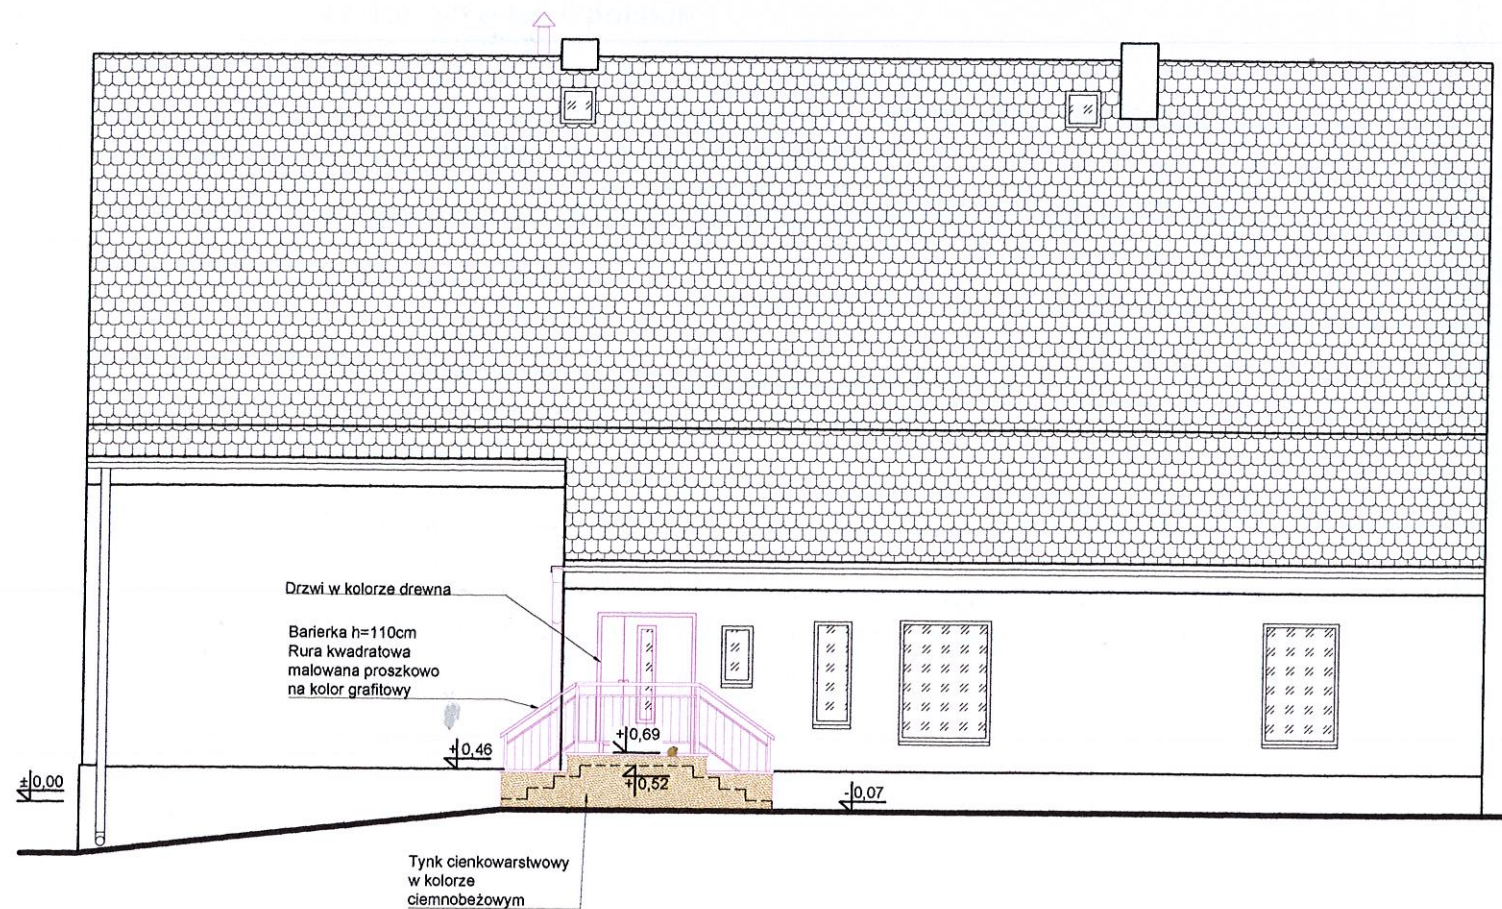 Drzwi w kolorze drewna
Barierka h=110cm
Rura kwadratowa
malowana proszkowo
na kolor grafitowy
+0,69
+0,46
+0,52
±0,00
-0,07
Tynk cienkowarstwowy
w kolorze
ciemnobeżowym